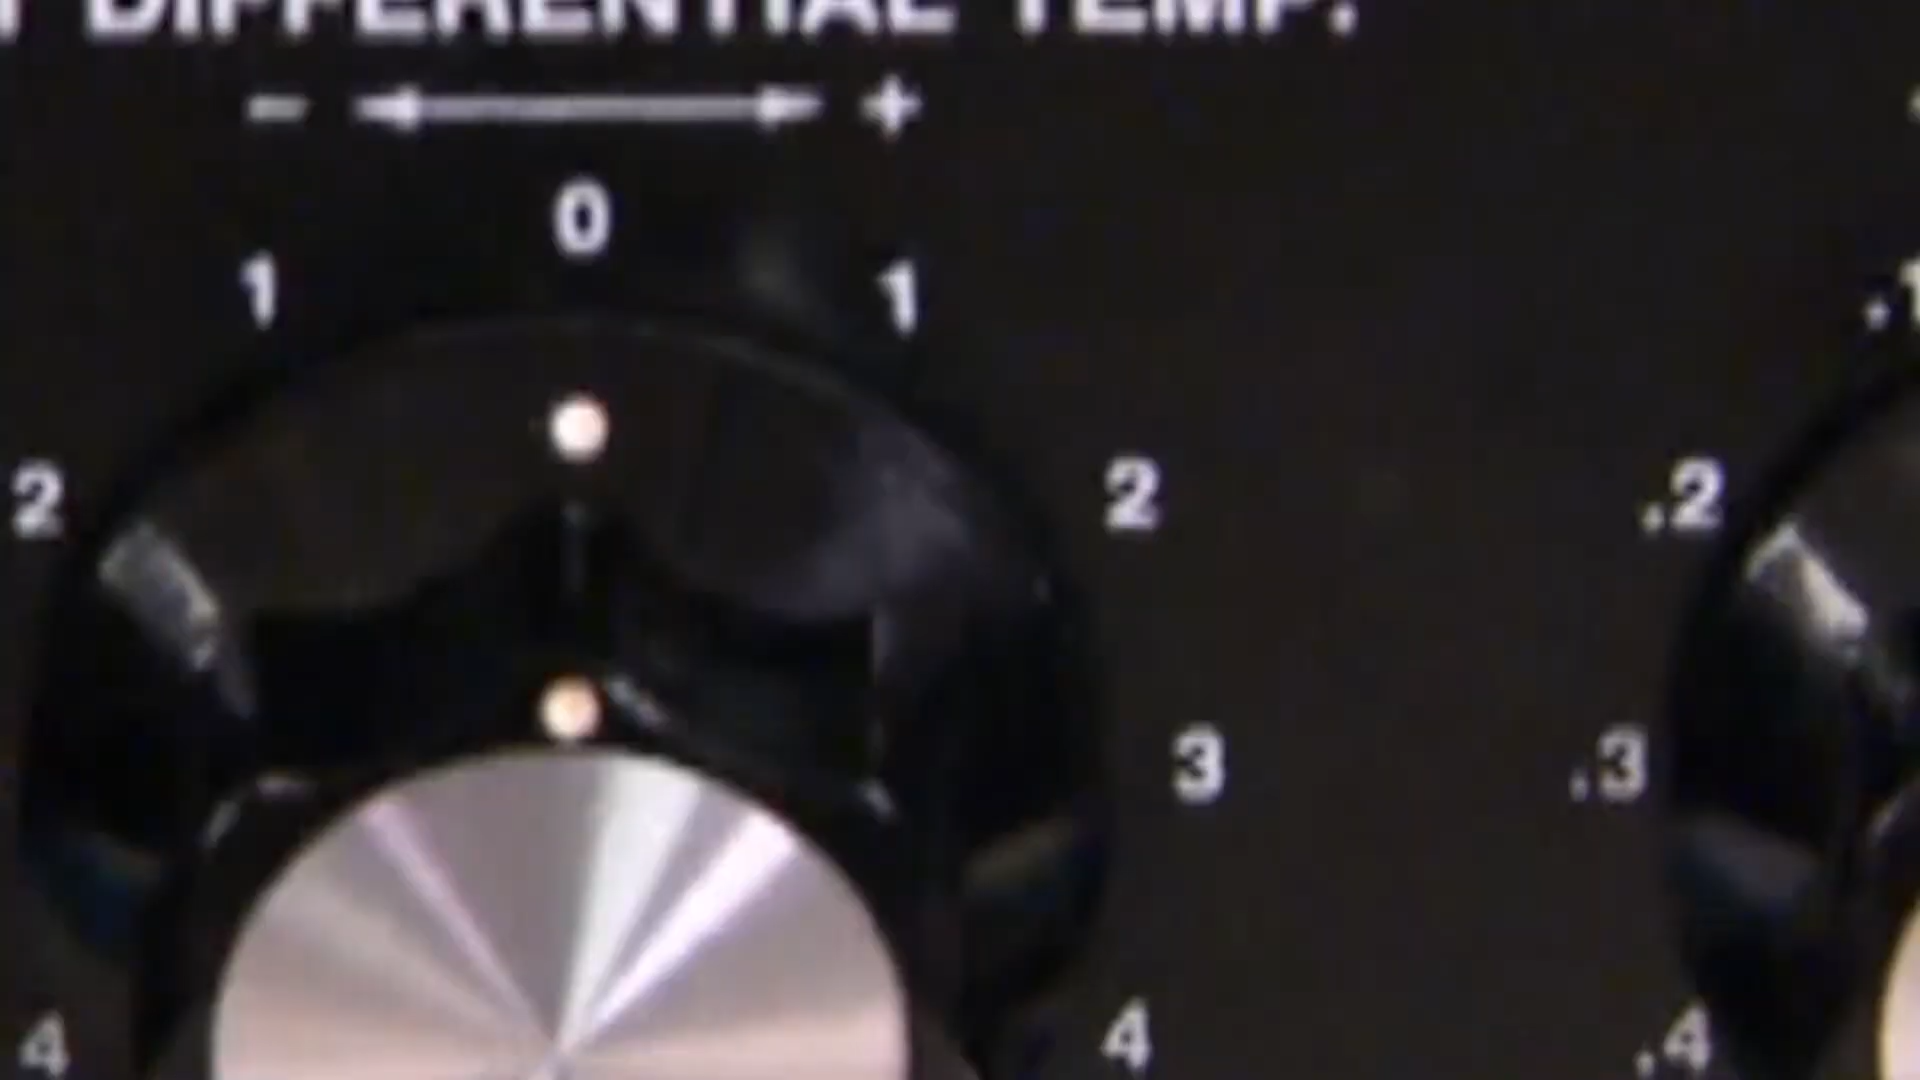 DIFFERENTIAL TEMP.
- +
0
1 1
2 2 .2
3 .3
4 4 .4